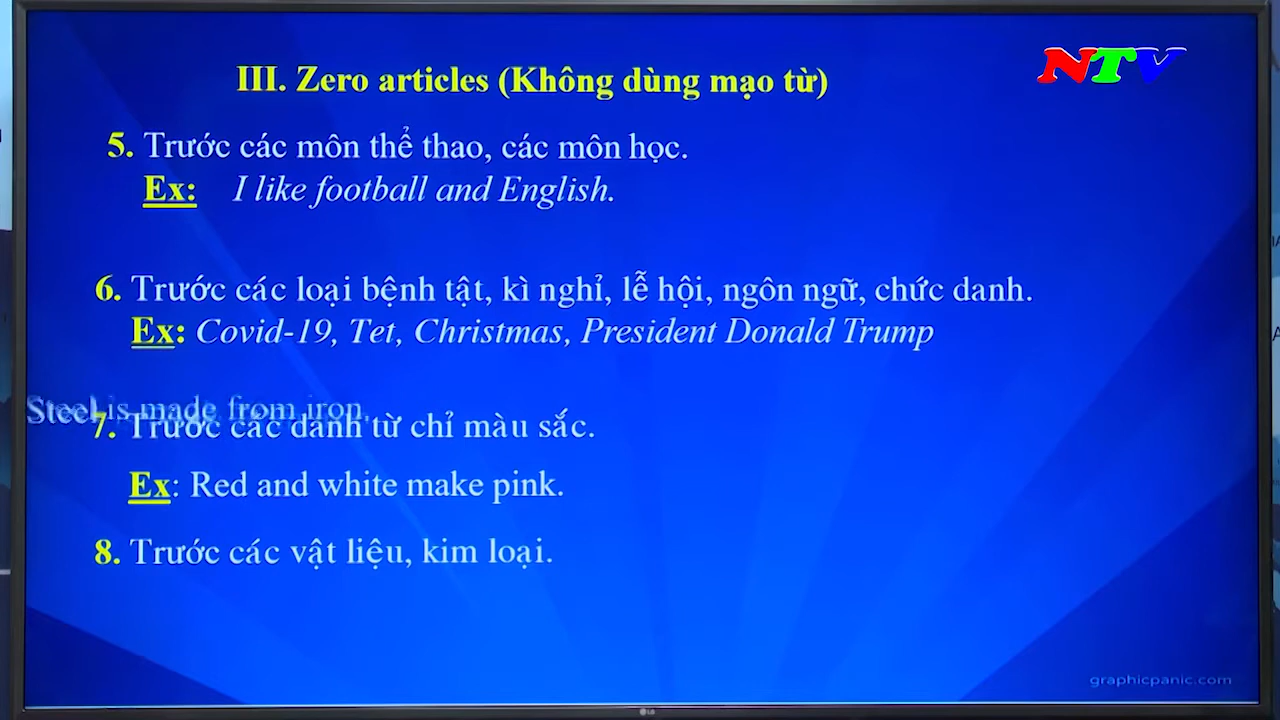 NTV
III. Zero articles (Không dùng mạo từ)
5. Trước các môn thể thao, các môn học.
Ex: I like football and English.
6. Trước các loại bệnh tật, kì nghỉ, lễ hội, ngôn ngữ, chức danh.
Ex: Covid-19, Tet, Christmas, President Donald Trump
Steel is made from iron.
7. Trước các danh từ chỉ màu sắc.
Ex: Red and white make pink.
8. Trước các vật liệu, kim loại.
graphicpanic.com
LG